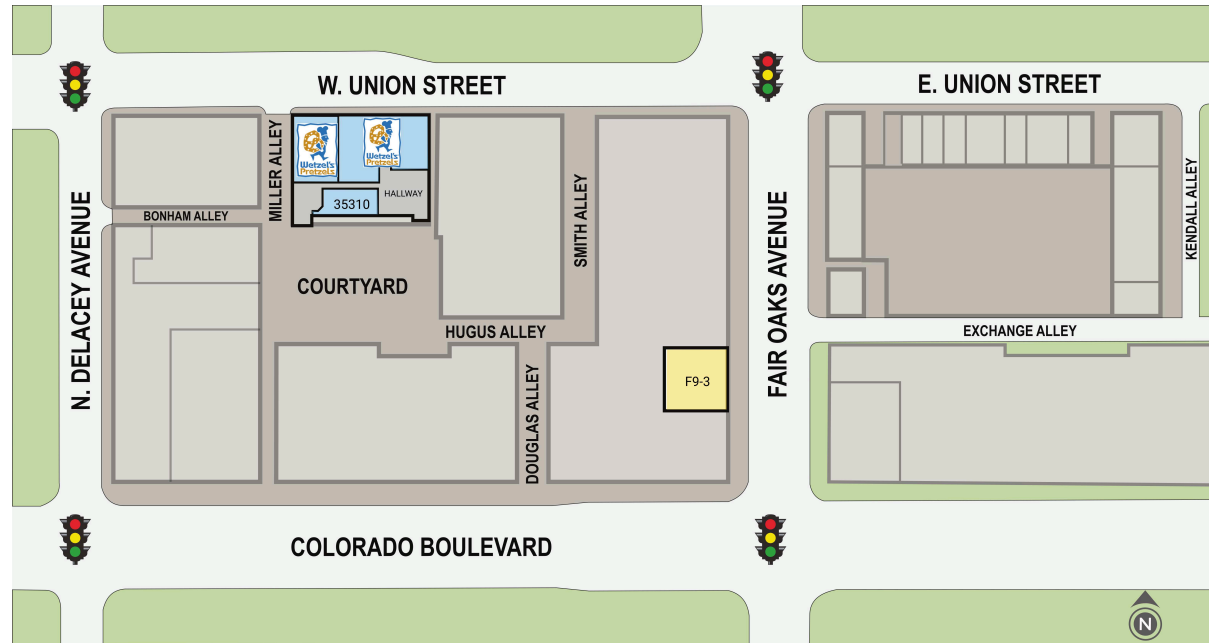 W. UNION STREET
E. UNION STREET
Wetzel's
Pretzels
Wetzel's
Pretzels
MILLER ALLEY
HALLWAY
35310
BONHAM ALLEY
SMITH ALLEY
KENDALL ALLEY
N. DELACEY AVENUE
FAIR OAKS AVENUE
COURTYARD
HUGUS ALLEY
EXCHANGE ALLEY
F9-3
DOUGLAS ALLEY
COLORADO BOULEVARD
N